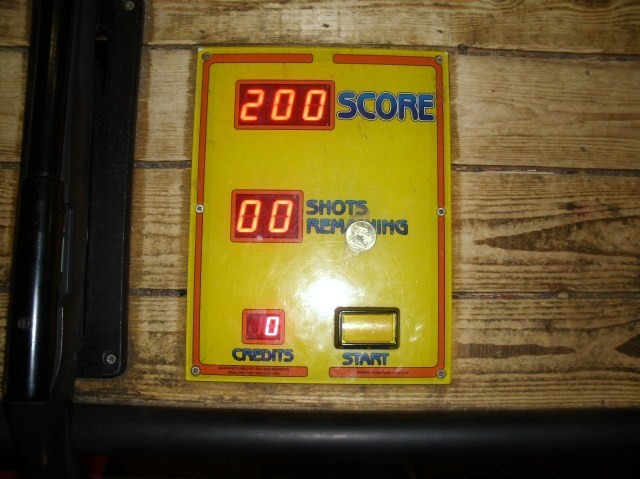 200 SCORE
00 SHOTS
REMAINING
0
CREDITS
START